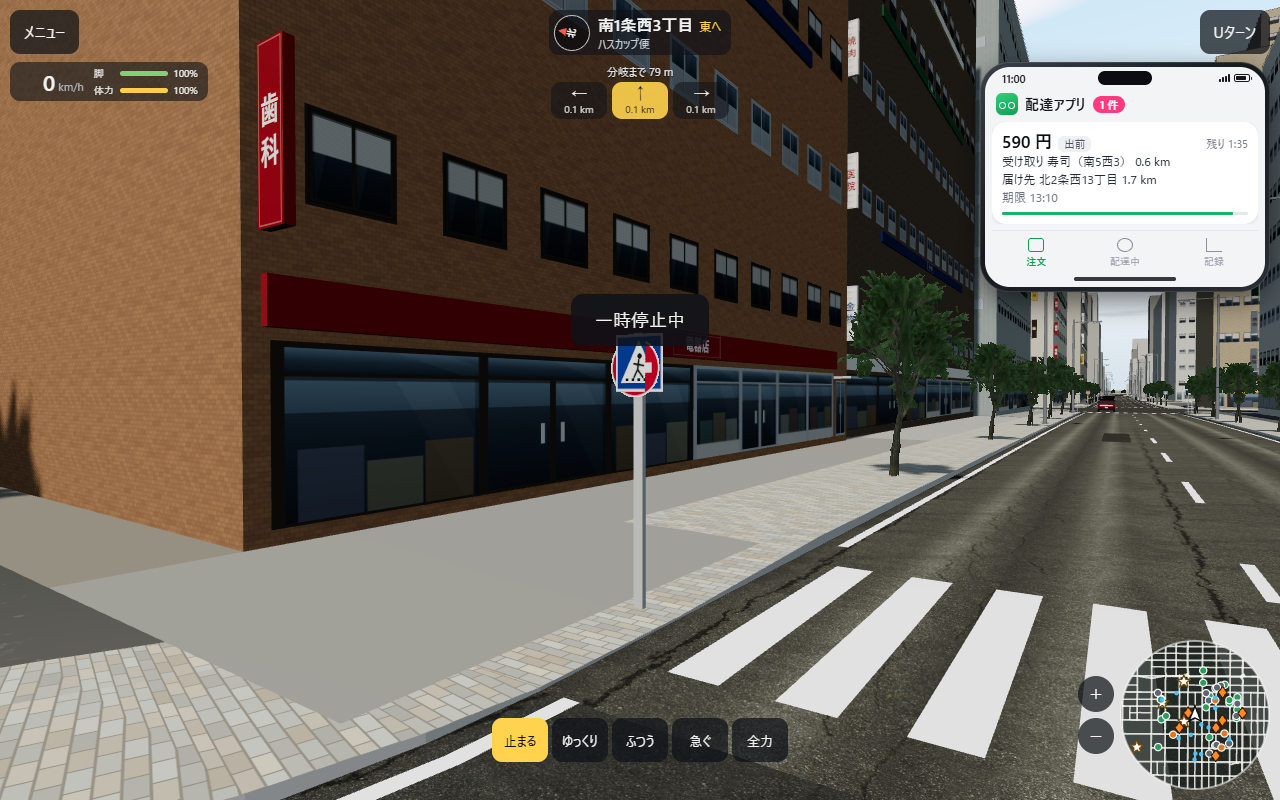 メニュー
0 km/h
脚 100%
体力 100%
歯科
南1条西3丁目 東へ
ハスカップ便
分岐まで 79 m
← ↑ →
0.1 km 0.1 km 0.1 km
Uターン
11:00
配達アプリ 1 件
590 円 出前 残り 1:35
受け取り 寿司（南5西3） 0.6 km
届け先 北2条西13丁目 1.7 km
期限 13:10
注文 配達中 記録
焼肉
医院
一時停止中
止まる ゆっくり ふつう 急ぐ 全力
+
−